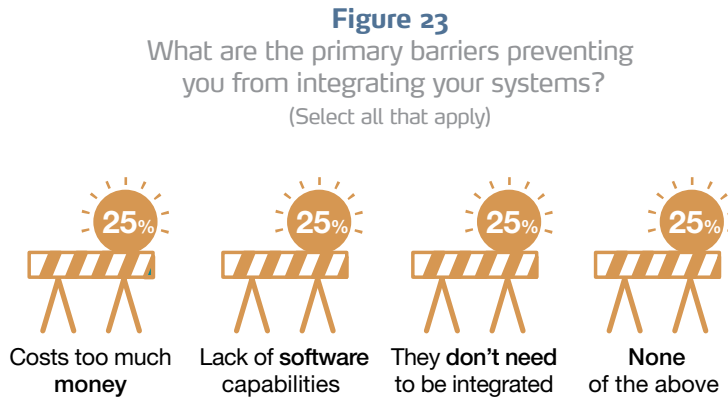 Figure 23
What are the primary barriers preventing
you from integrating your systems?
(Select all that apply)
25%
25%
25%
25%
Costs too much
money
Lack of software
capabilities
They don't need
to be integrated
None
of the above